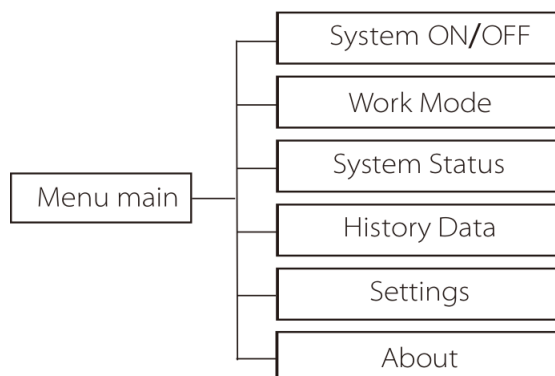 System ON/OFF
Work Mode
System Status
Menu main
History Data
Settings
About